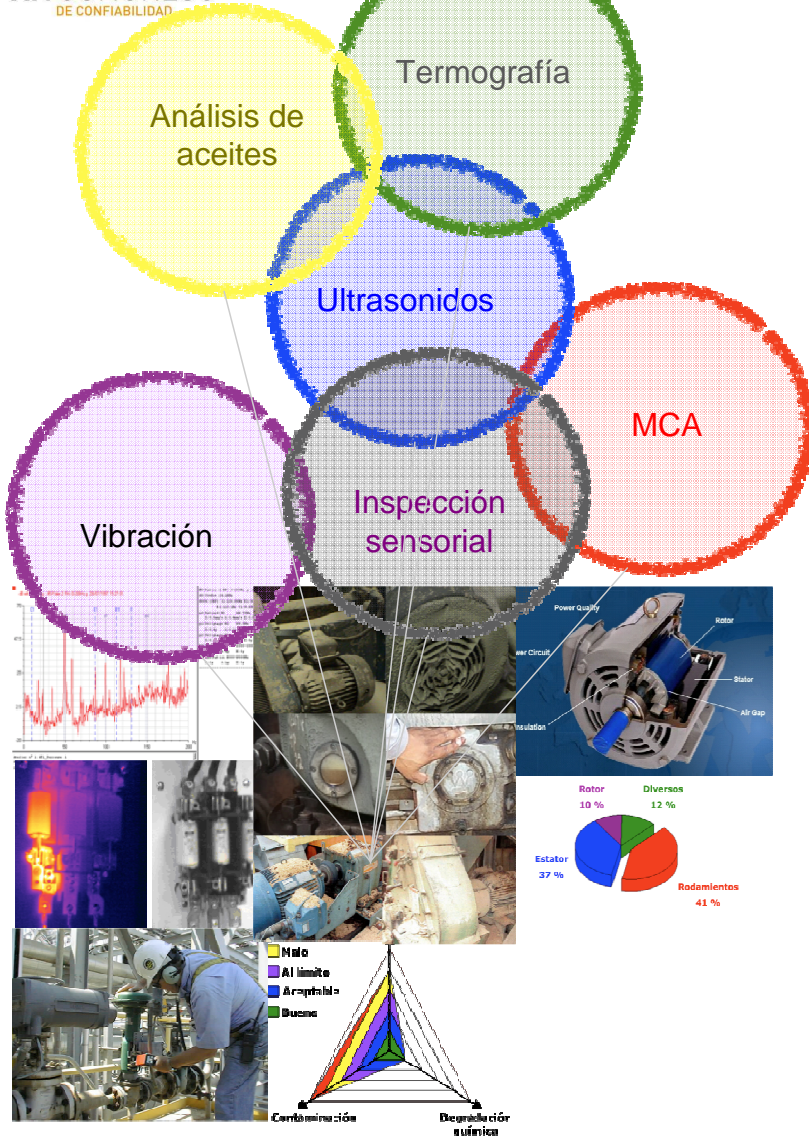 DE CONFIABILIDAD
Termografía
Análisis de
aceites
Ultrasonidos
MCA
Inspección
sensorial
Vibración
Power Quality
Rotor
Stator
Air Gap
Rotor
10 %
Diversos
12 %
Estator
37 %
Rodamientos
41 %
Malo
Al límite
Aceptable
Bueno
Contaminación
Degradación
química